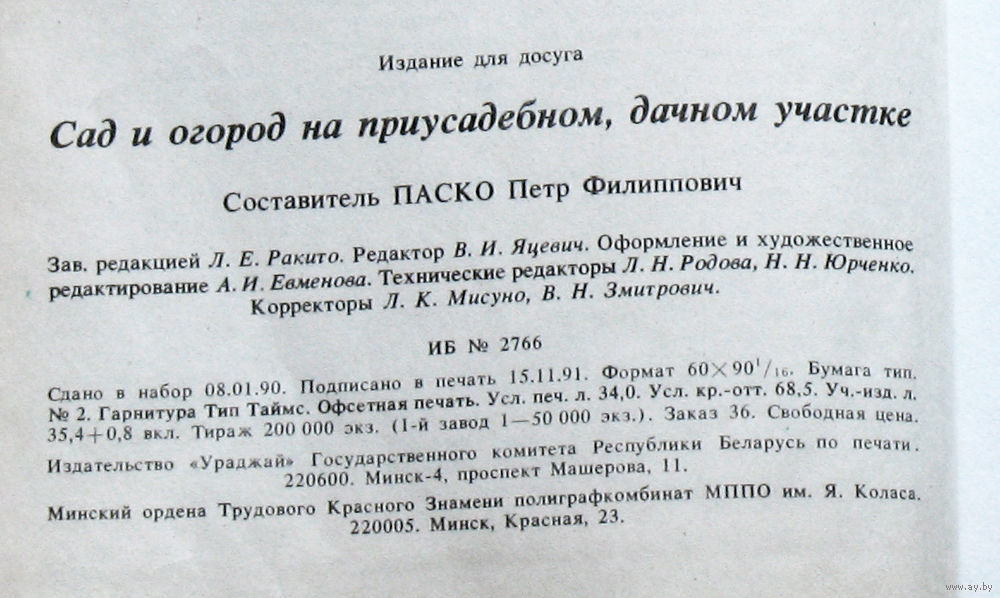 Издание для досуга
Сад и огород на приусадебном, дачном участке
Составитель ПАСКО Петр Филиппович
Зав. редакцией Л. Е. Ракито. Редактор В. И. Яцевич. Оформление и художественное
редактирование А. И. Евменова. Технические редакторы Л. Н. Родова, Н. Н. Юрченко.
Корректоры Л. К. Мисуно, В. Н. Змитрович.
ИБ № 2766
Сдано в набор 08.01.90. Подписано в печать 15.11.91. Формат 60×90¹/₁₆. Бумага тип.
№ 2. Гарнитура Тип Таймс. Офсетная печать. Усл. печ. л. 34,0. Усл. кр.-отт. 68,5. Уч.-изд. л.
35,4+0,8 вкл. Тираж 200 000 экз. (1-й завод 1—50 000 экз.). Заказ 36. Свободная цена.
Издательство «Ураджай» Государственного комитета Республики Беларусь по печати.
220600. Минск-4, проспект Машерова, 11.
Минский ордена Трудового Красного Знамени полиграфкомбинат МППО им. Я. Коласа.
220005. Минск, Красная, 23.
www.ay.by